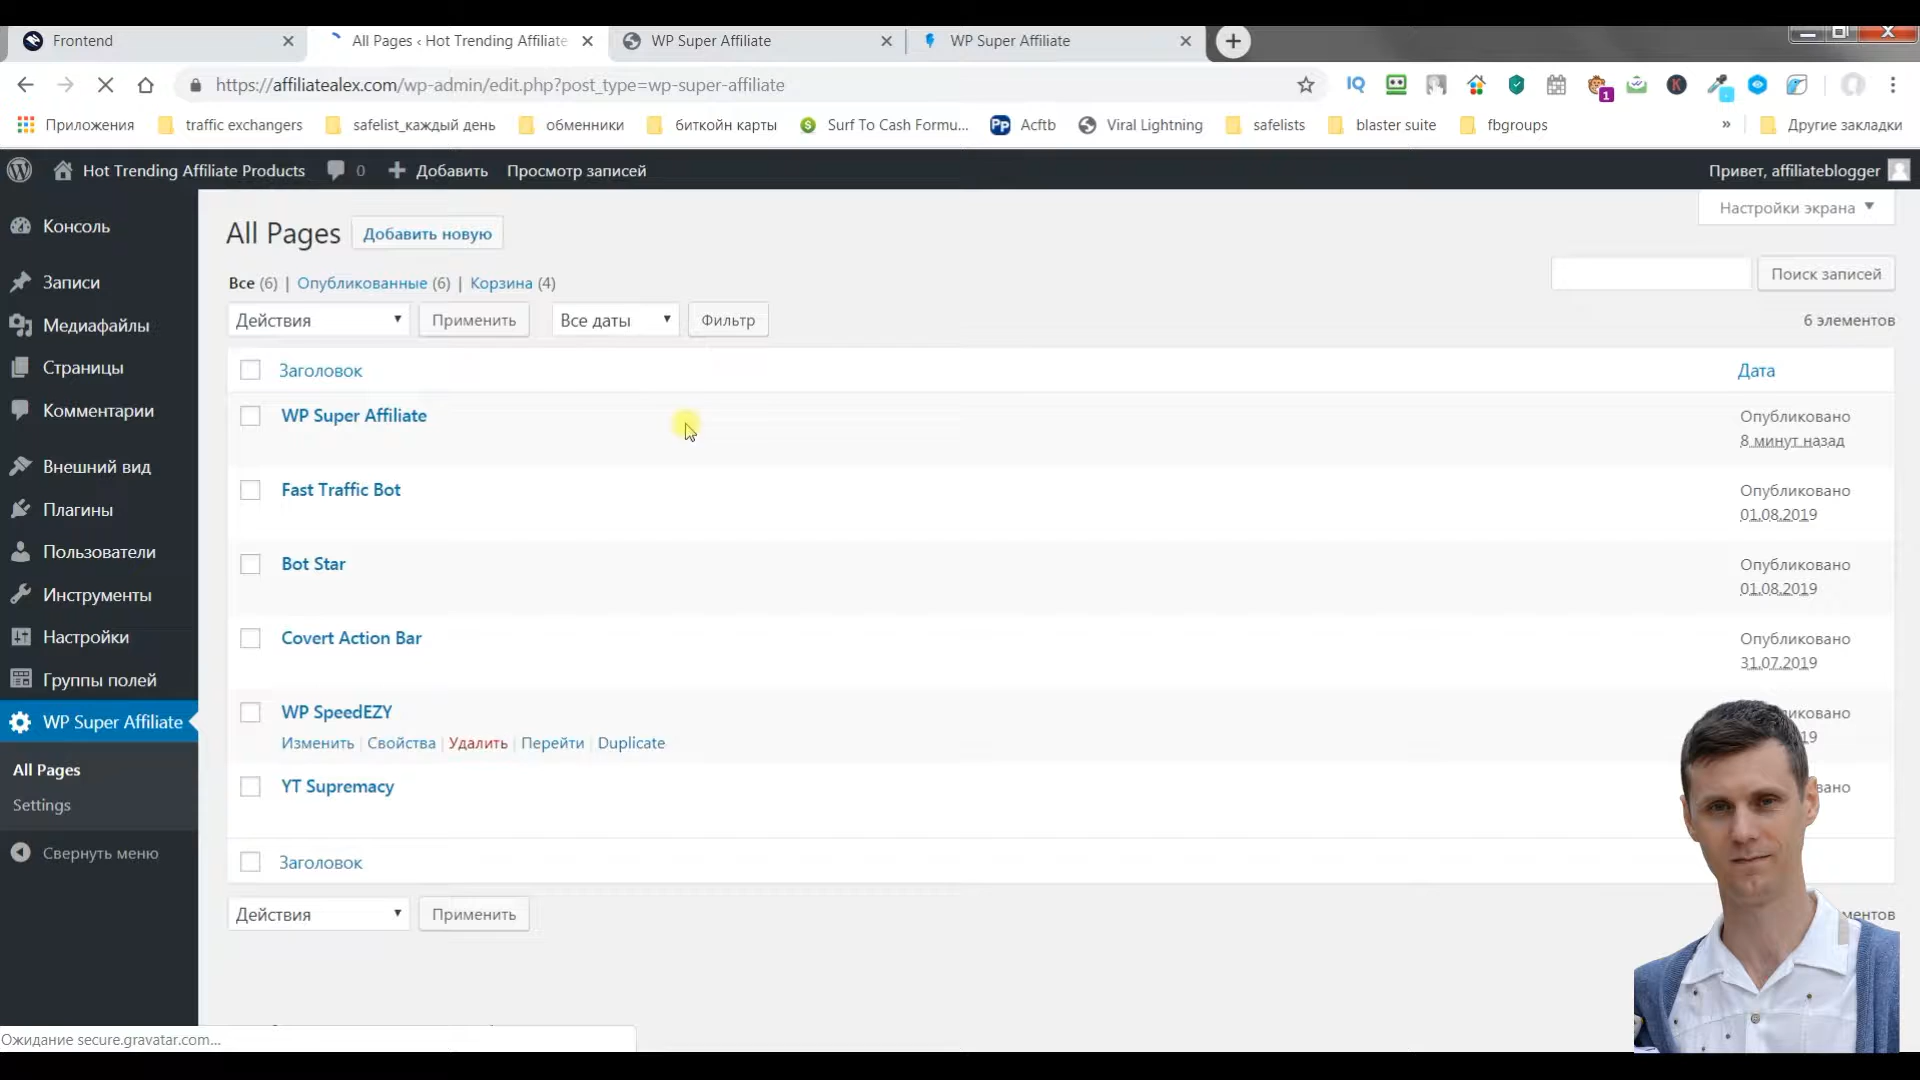 Frontend
All Pages ‹ Hot Trending Affiliate
WP Super Affiliate
WP Super Affiliate
https://affiliatealex.com/wp-admin/edit.php?post_type=wp-super-affiliate
IQ
1
K
Приложения
traffic exchangers
safelist_каждый день
обменники
биткойн карты
Surf To Cash Formu...
Pp Acftb
Viral Lightning
safelists
blaster suite
fbgroups
»
Другие закладки
Hot Trending Affiliate Products
0
Добавить
Просмотр записей
Привет, affiliateblogger
Консоль
Записи
Медиафайлы
Страницы
Комментарии
Внешний вид
Плагины
Пользователи
Инструменты
Настройки
Группы полей
WP Super Affiliate
All Pages
Settings
Свернуть меню
Настройки экрана
All Pages
Добавить новую
Все (6) | Опубликованные (6) | Корзина (4)
Поиск записей
Действия
Применить
Все даты
Фильтр
6 элементов
Заголовок
Дата
WP Super Affiliate
Опубликовано
8 минут назад
Fast Traffic Bot
Опубликовано
01.08.2019
Bot Star
Опубликовано
01.08.2019
Covert Action Bar
Опубликовано
31.07.2019
WP SpeedEZY
Изменить | Свойства | Удалить | Перейти | Duplicate
YT Supremacy
Заголовок
Действия
Применить
Ожидание secure.gravatar.com...